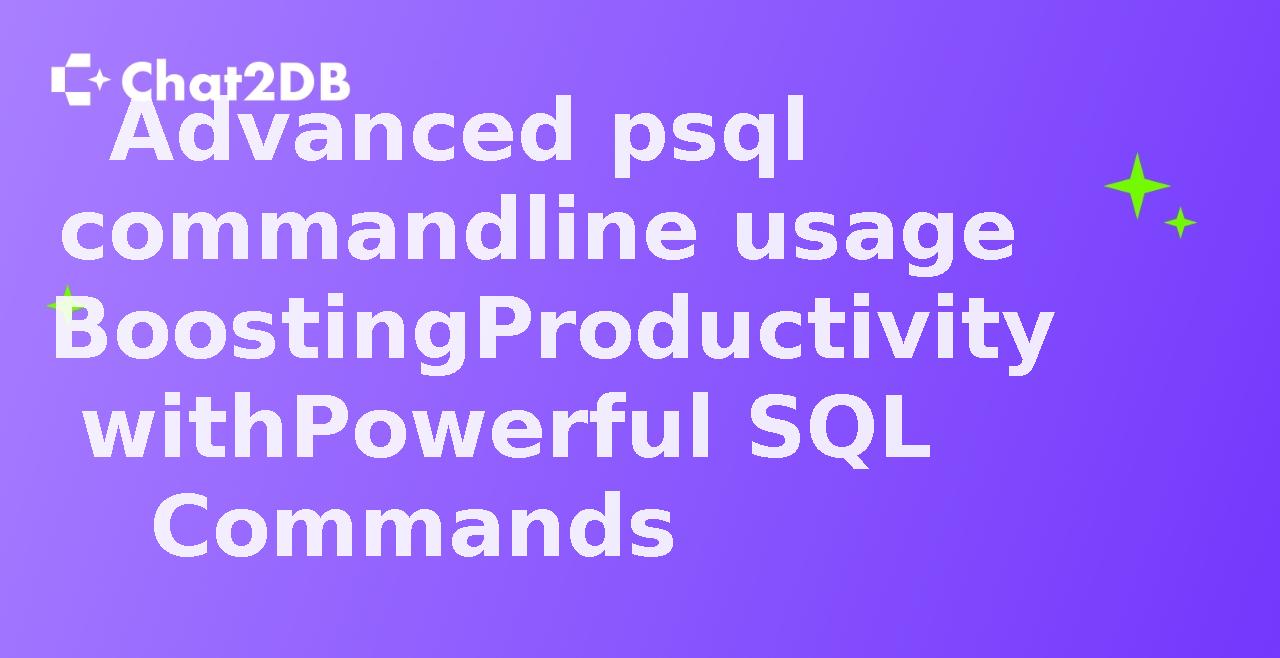 Chat2DB
Advanced psql
commandline usage
BoostingProductivity
withPowerful SQL
Commands